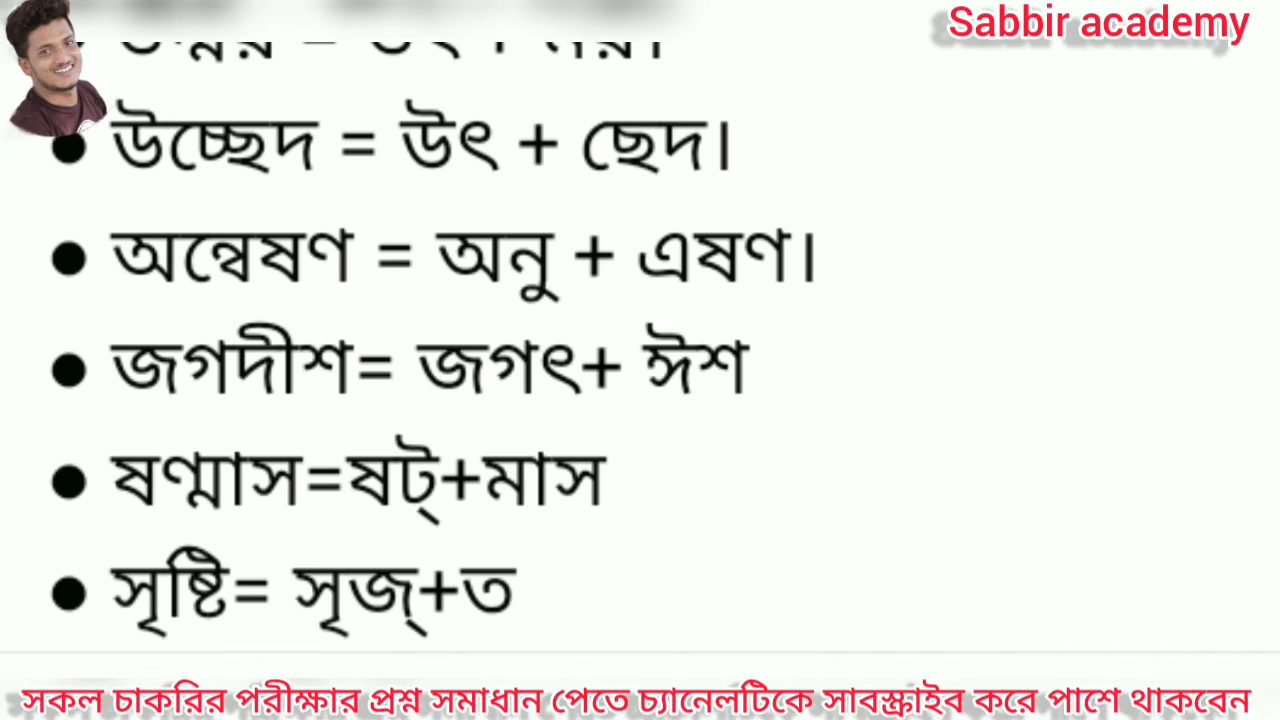 Sabbir academy
• উচ্ছেদ = উৎ + ছেদ।
• অন্বেষণ = অনু + এষণ।
• জগদীশ= জগৎ+ ঈশ
• ষণ্মাস=ষট্+মাস
• সৃষ্টি= সৃজ্+ত
সকল চাকরির পরীক্ষার প্রশ্ন সমাধান পেতে চ্যানেলটিকে সাবস্ক্রাইব করে পাশে থাকবেন